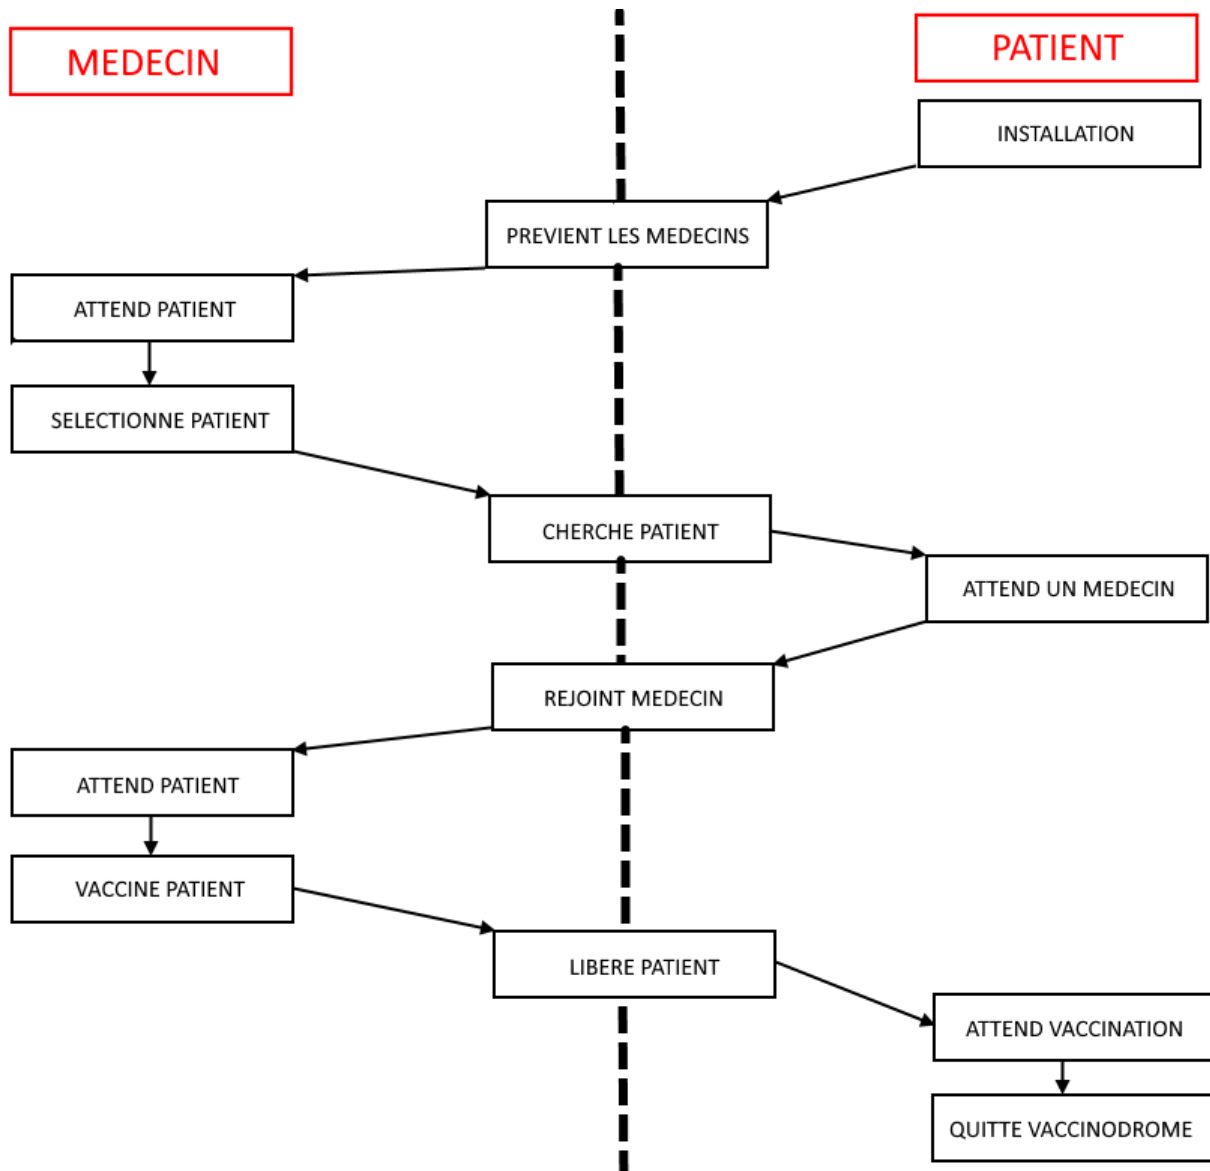 MEDECIN
PATIENT
INSTALLATION
PREVIENT LES MEDECINS
ATTEND PATIENT
SELECTIONNE PATIENT
CHERCHE PATIENT
ATTEND UN MEDECIN
REJOINT MEDECIN
ATTEND PATIENT
VACCINE PATIENT
LIBERE PATIENT
ATTEND VACCINATION
QUITTE VACCINODROME